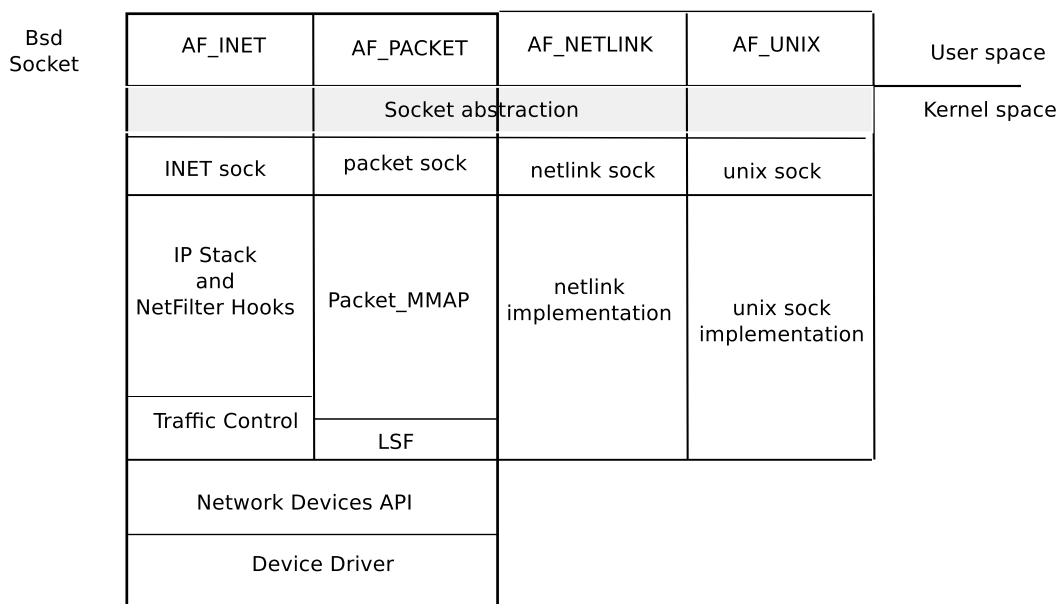 Bsd
Socket
AF_INET
AF_PACKET
AF_NETLINK
AF_UNIX
User space
Socket abstraction
Kernel space
INET sock
packet sock
netlink sock
unix sock
IP Stack
and
NetFilter Hooks
Packet_MMAP
netlink
implementation
unix sock
implementation
Traffic Control
LSF
Network Devices API
Device Driver